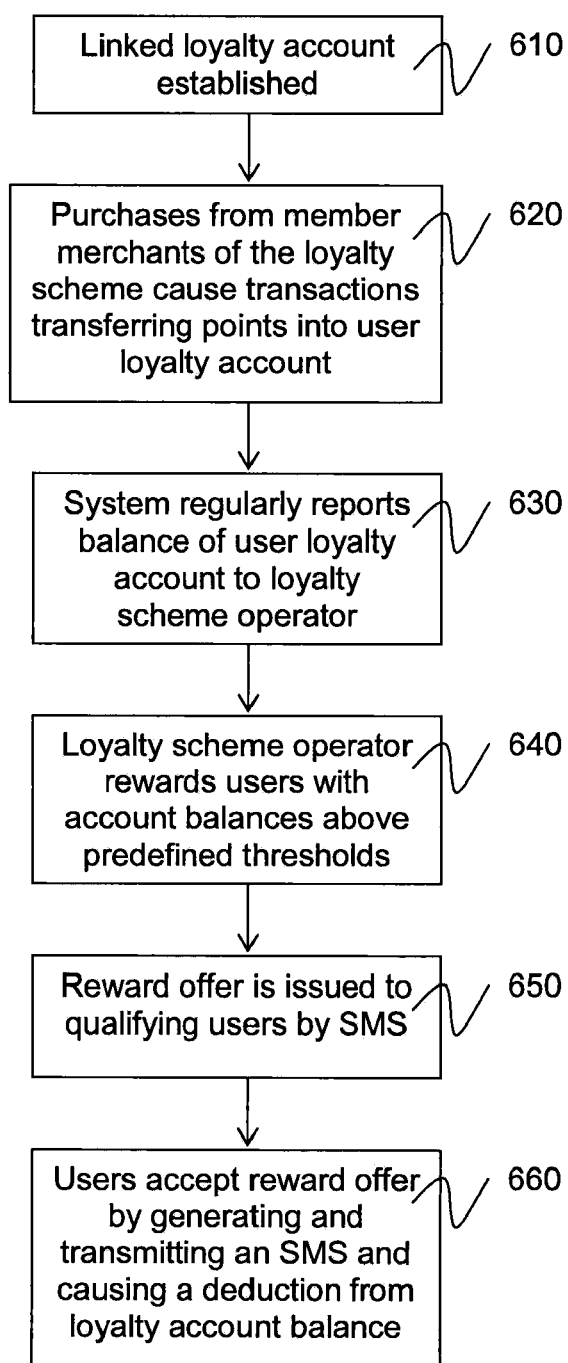 Linked loyalty account
established
610
Purchases from member
merchants of the loyalty
scheme cause transactions
transferring points into user
loyalty account
620
System regularly reports
balance of user loyalty
account to loyalty
scheme operator
630
Loyalty scheme operator
rewards users with
account balances above
predefined thresholds
640
Reward offer is issued to
qualifying users by SMS
650
Users accept reward offer
by generating and
transmitting an SMS and
causing a deduction from
loyalty account balance
660